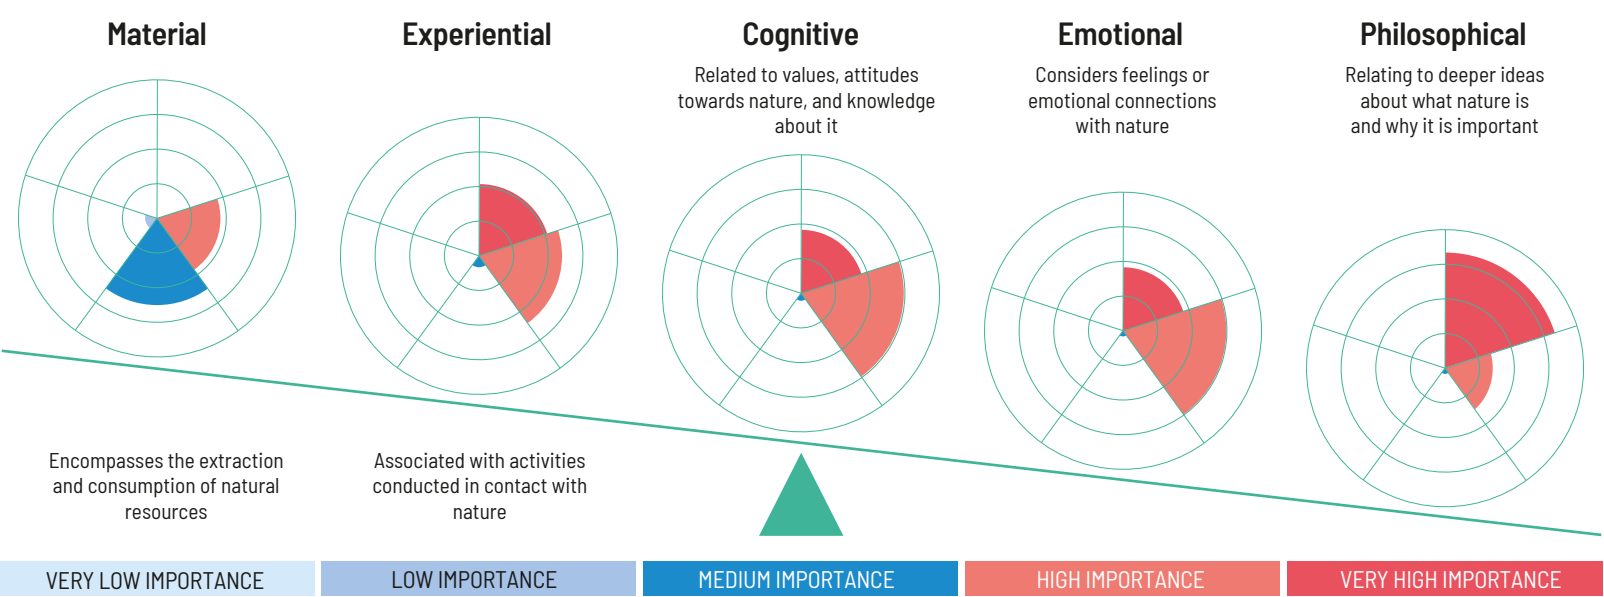 Material
Experiential
Cognitive
Emotional
Philosophical
Related to values, attitudes
towards nature, and knowledge
about it
Considers feelings or
emotional connections
with nature
Relating to deeper ideas
about what nature is
and why it is important
Encompasses the extraction
and consumption of natural
resources
Associated with activities
conducted in contact with
nature
VERY LOW IMPORTANCE
LOW IMPORTANCE
MEDIUM IMPORTANCE
HIGH IMPORTANCE
VERY HIGH IMPORTANCE